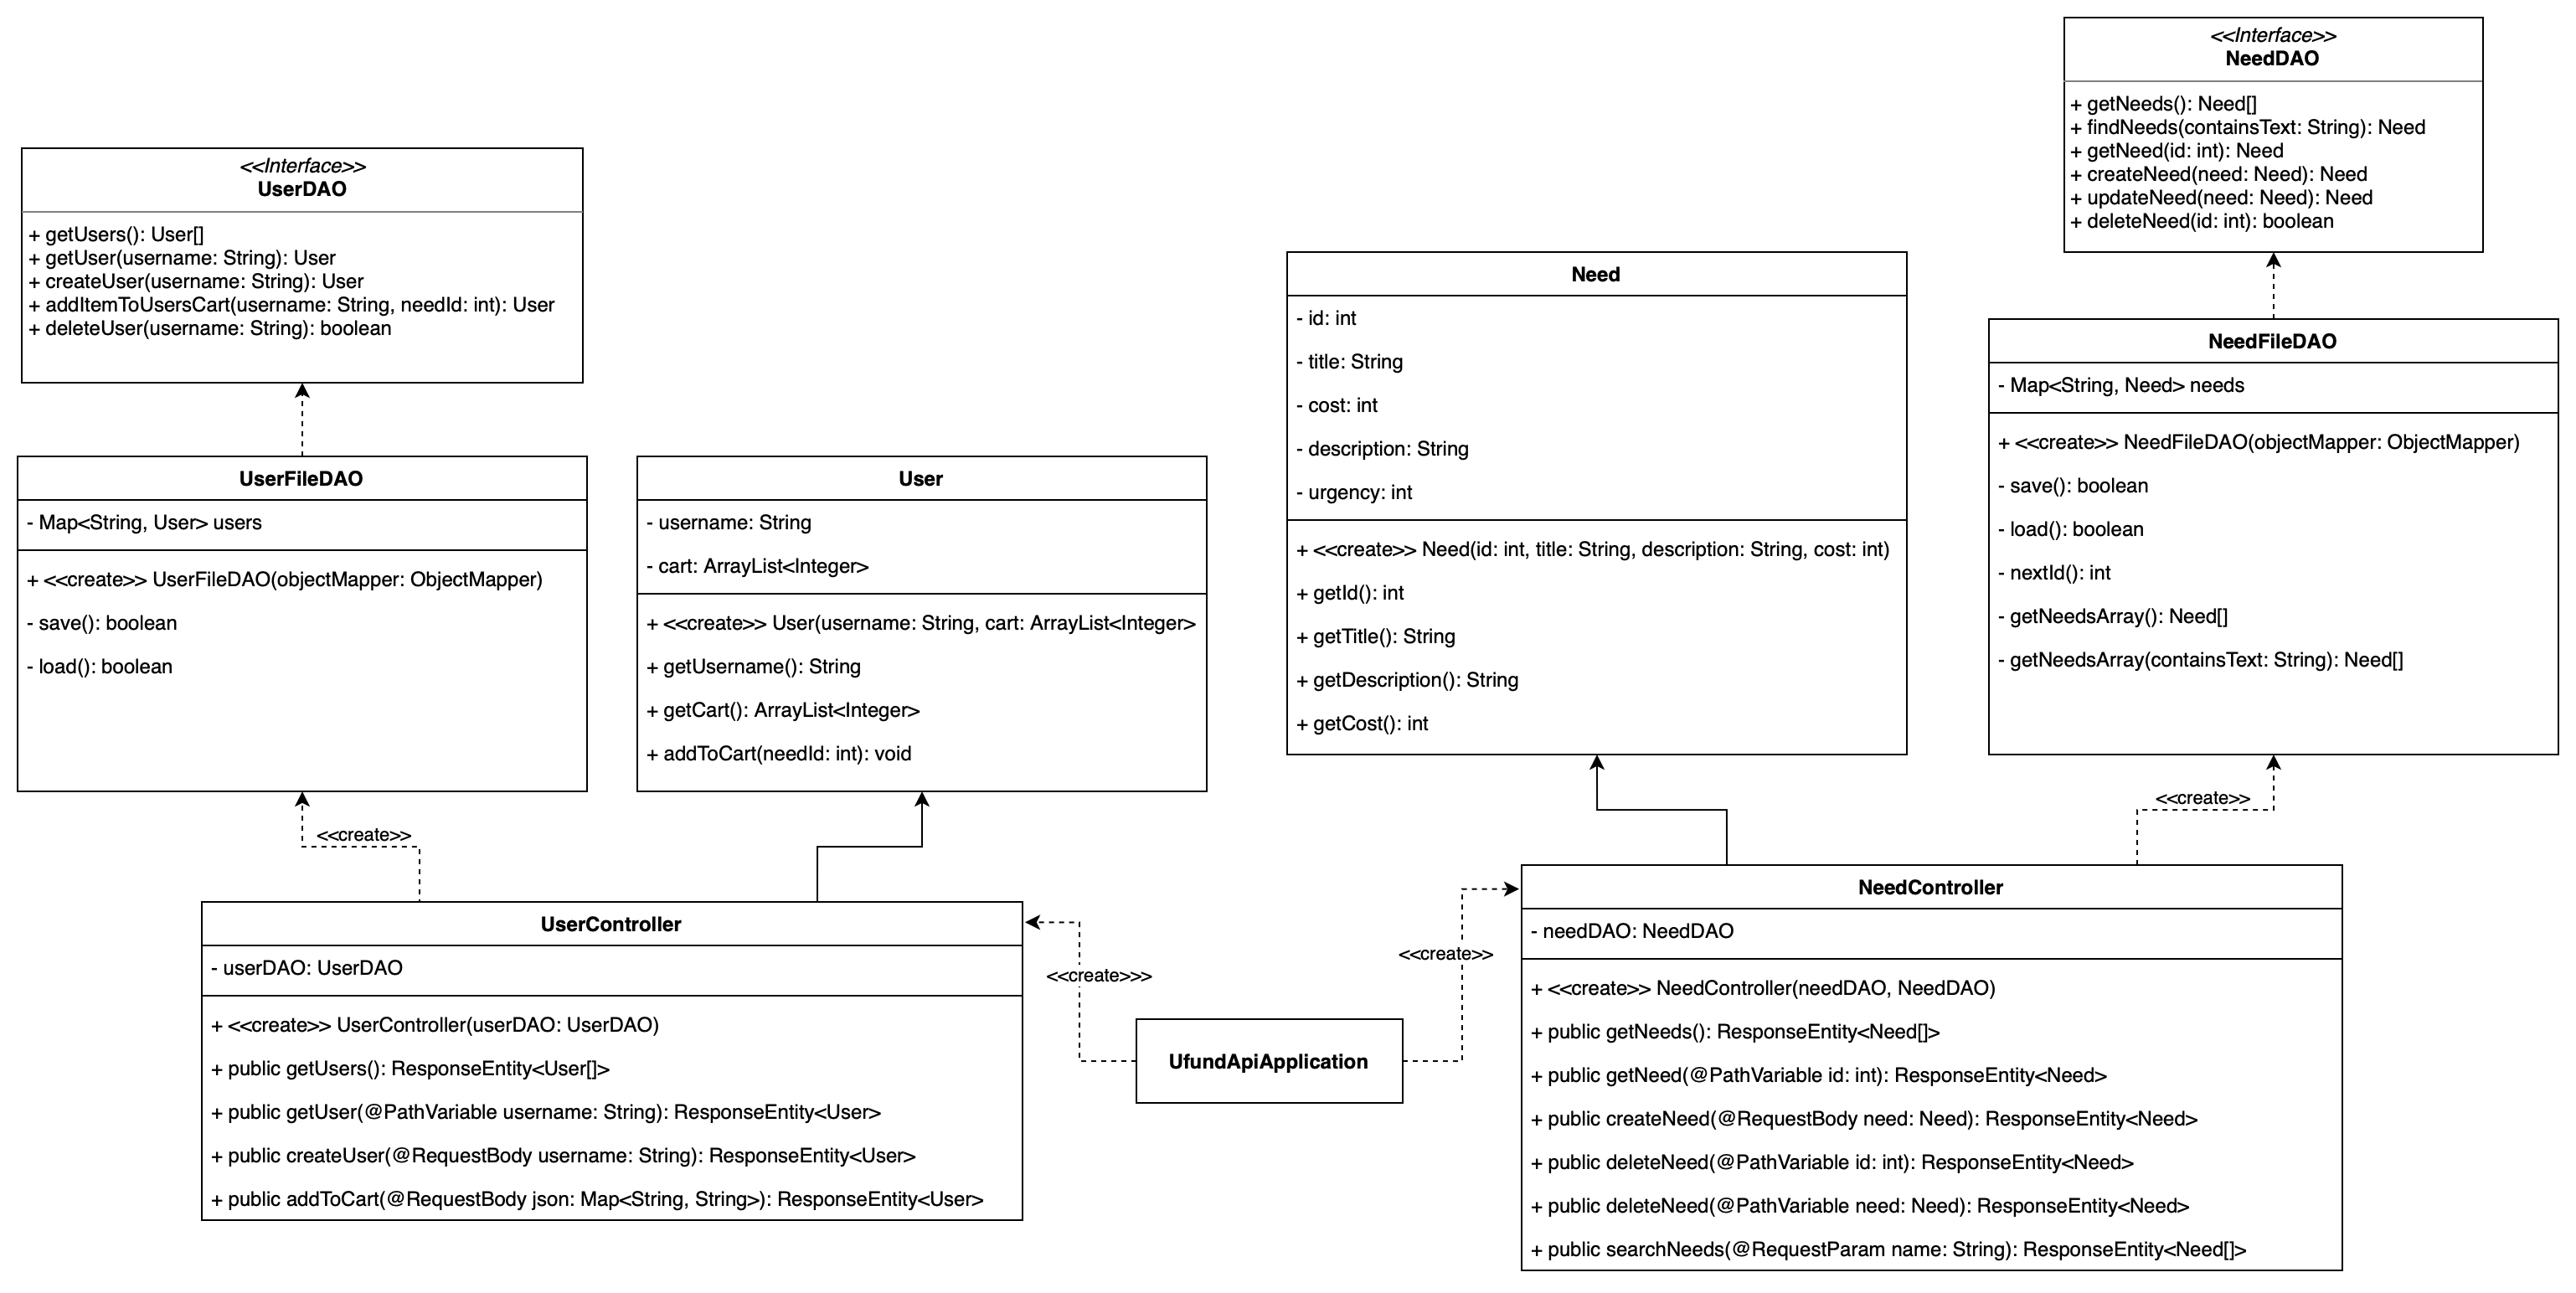 <<Interface>>
UserDAO
+ getUsers(): User[]
+ getUser(username: String): User
+ createUser(username: String): User
+ addItemToUsersCart(username: String, needId: int): User
+ deleteUser(username: String): boolean
UserFileDAO
- Map<String, User> users
+ <<create>> UserFileDAO(objectMapper: ObjectMapper)
- save(): boolean
- load(): boolean
User
- username: String
- cart: ArrayList<Integer>
+ <<create>> User(username: String, cart: ArrayList<Integer>
+ getUsername(): String
+ getCart(): ArrayList<Integer>
+ addToCart(needId: int): void
Need
- id: int
- title: String
- cost: int
- description: String
- urgency: int
+ <<create>> Need(id: int, title: String, description: String, cost: int)
+ getId(): int
+ getTitle(): String
+ getDescription(): String
+ getCost(): int
<<Interface>>
NeedDAO
+ getNeeds(): Need[]
+ findNeeds(containsText: String): Need
+ getNeed(id: int): Need
+ createNeed(need: Need): Need
+ updateNeed(need: Need): Need
+ deleteNeed(id: int): boolean
NeedFileDAO
- Map<String, Need> needs
+ <<create>> NeedFileDAO(objectMapper: ObjectMapper)
- save(): boolean
- load(): boolean
- nextId(): int
- getNeedsArray(): Need[]
- getNeedsArray(containsText: String): Need[]
<<create>>
UserController
- userDAO: UserDAO
+ <<create>> UserController(userDAO: UserDAO)
+ public getUsers(): ResponseEntity<User[]>
+ public getUser(@PathVariable username: String): ResponseEntity<User>
+ public createUser(@RequestBody username: String): ResponseEntity<User>
+ public addToCart(@RequestBody json: Map<String, String>): ResponseEntity<User>
<<create>>>
UfundApiApplication
<<create>>
<<create>>
NeedController
- needDAO: NeedDAO
+ <<create>> NeedController(needDAO, NeedDAO)
+ public getNeeds(): ResponseEntity<Need[]>
+ public getNeed(@PathVariable id: int): ResponseEntity<Need>
+ public createNeed(@RequestBody need: Need): ResponseEntity<Need>
+ public deleteNeed(@PathVariable id: int): ResponseEntity<Need>
+ public deleteNeed(@PathVariable need: Need): ResponseEntity<Need>
+ public searchNeeds(@RequestParam name: String): ResponseEntity<Need[]>